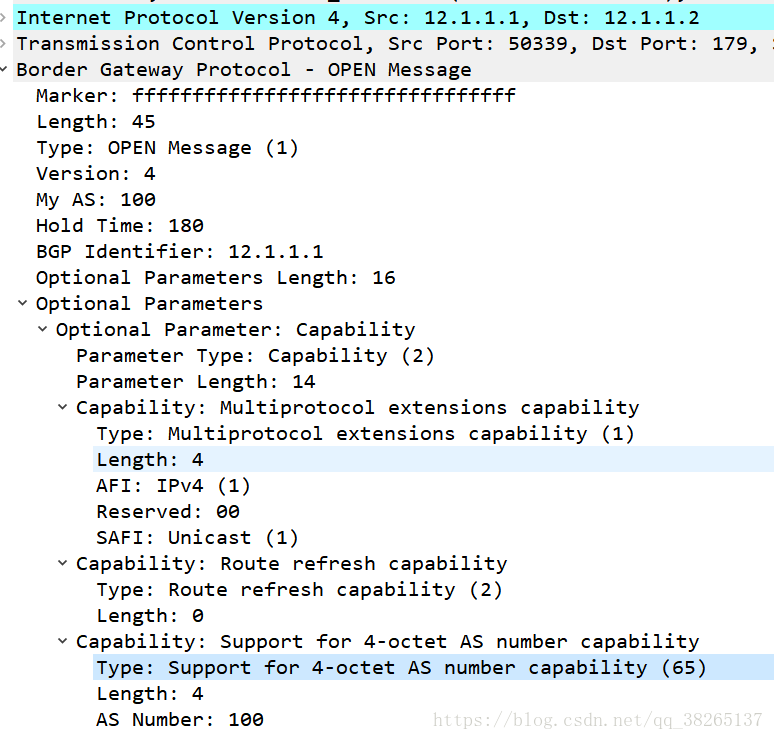 Internet Protocol Version 4, Src: 12.1.1.1, Dst: 12.1.1.2
Transmission Control Protocol, Src Port: 50339, Dst Port: 179,
Border Gateway Protocol - OPEN Message
Marker: ffffffffffffffffffffffffffffffff
Length: 45
Type: OPEN Message (1)
Version: 4
My AS: 100
Hold Time: 180
BGP Identifier: 12.1.1.1
Optional Parameters Length: 16
Optional Parameters
Optional Parameter: Capability
Parameter Type: Capability (2)
Parameter Length: 14
Capability: Multiprotocol extensions capability
Type: Multiprotocol extensions capability (1)
Length: 4
AFI: IPv4 (1)
Reserved: 00
SAFI: Unicast (1)
Capability: Route refresh capability
Type: Route refresh capability (2)
Length: 0
Capability: Support for 4-octet AS number capability
Type: Support for 4-octet AS number capability (65)
Length: 4
AS Number: 100
https://blog.csdn.net/qq_38265137